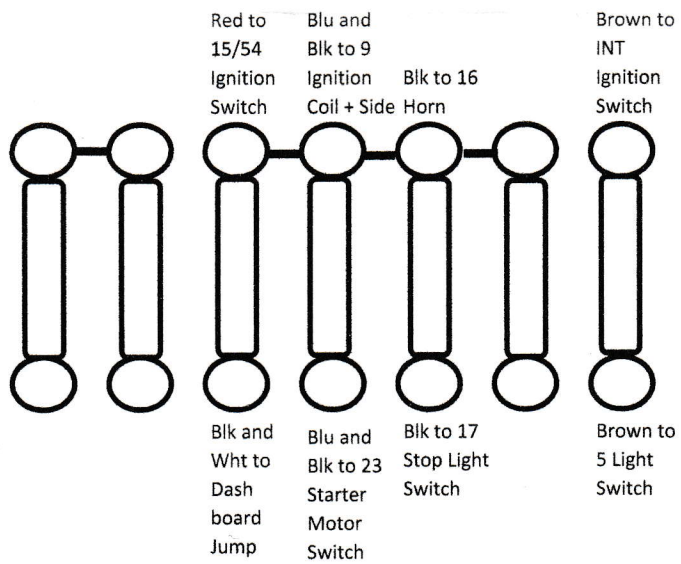 Red to
15/54
Ignition
Switch
Blu and
Blk to 9
Ignition
Coil + Side
Blk to 16
Horn
Brown to
INT
Ignition
Switch
Blk and
Wht to
Dash
board
Jump
Blu and
Blk to 23
Starter
Motor
Switch
Blk to 17
Stop Light
Switch
Brown to
5 Light
Switch